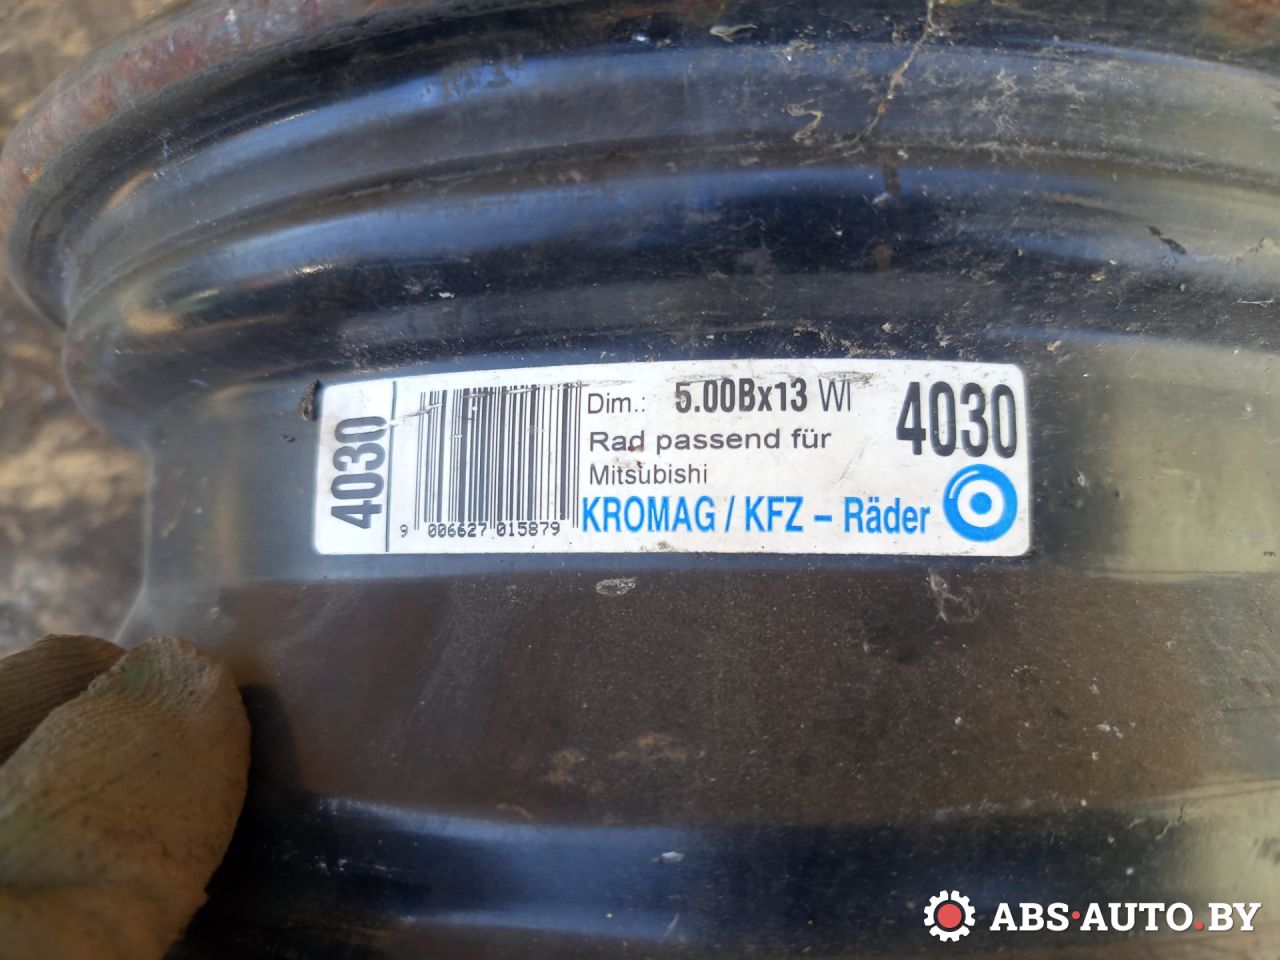 4030
9 006627 015879
Dim.: 5.00Bx13 WI
4030
Rad passend für
Mitsubishi
KROMAG / KFZ – Räder
ABS·AUTO.BY